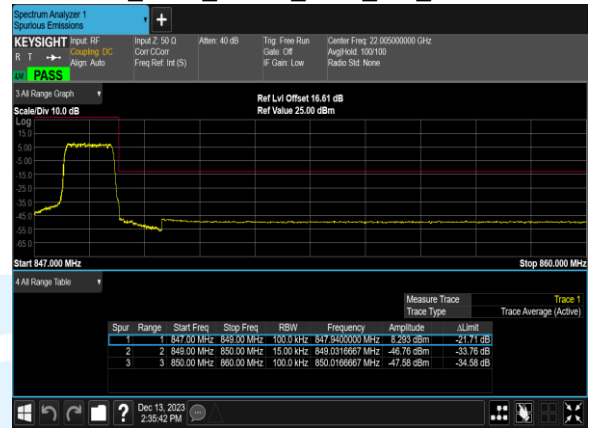 Spectrum Analyzer 1
Spurious Emissions
+
KEYSIGHT Input: RF Input Z: 50 Ω Atten: 40 dB Trig: Free Run Center Freq: 22.005000000 GHz
R T Coupling: DC Corr CCorr Gate: Off Avg|Hold: 100/100
Align: Auto Freq Ref: Int (S) IF Gain: Low Radio Std: None
PASS
3 All Range Graph
Ref Lvl Offset 16.61 dB
Scale/Div 10.0 dB Ref Value 25.00 dBm
Log
15.0
5.00
-5.00
-15.0
-25.0
-35.0
-45.0
-55.0
-65.0
Start 847.000 MHz Stop 860.000 MHz
4 All Range Table
Measure Trace Trace 1
Trace Type Trace Average (Active)
Spur Range Start Freq Stop Freq RBW Frequency Amplitude ΔLimit
1 1 847.00 MHz 849.00 MHz 100.0 kHz 847.9400000 MHz 8.293 dBm -21.71 dB
2 2 849.00 MHz 850.00 MHz 15.00 kHz 849.0316667 MHz -46.76 dBm -33.76 dB
3 3 850.00 MHz 860.00 MHz 100.0 kHz 850.0166667 MHz -47.58 dBm -34.58 dB
?
Dec 13, 2023
2:35:42 PM